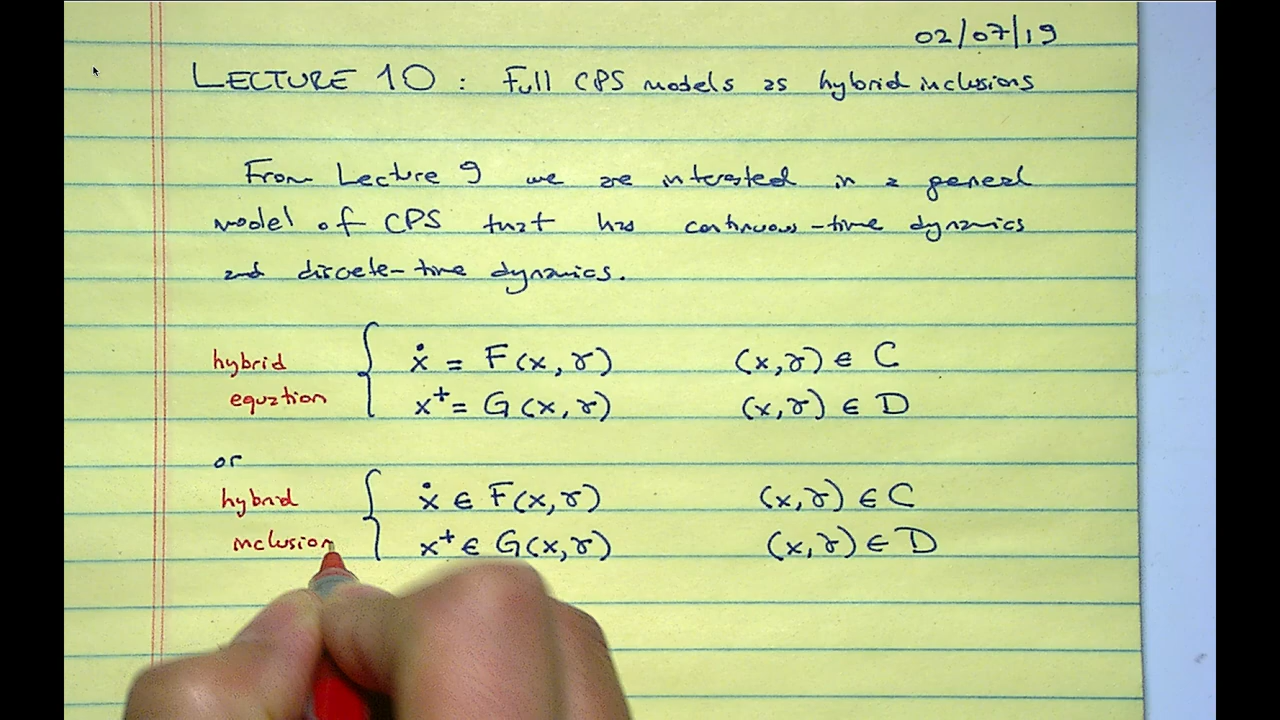 02/07/19
LECTURE 10 : Full CPS models as hybrid inclusions
From Lecture 9 we are interested in a general
model of CPS that has continuous-time dynamics
and discrete-time dynamics.
hybrid equation { ẋ = F(x, γ) (x, γ) ∈ C
x⁺ = G(x, γ) (x, γ) ∈ D
or
hybrid inclusion { ẋ ∈ F(x, γ) (x, γ) ∈ C
x⁺ ∈ G(x, γ) (x, γ) ∈ D